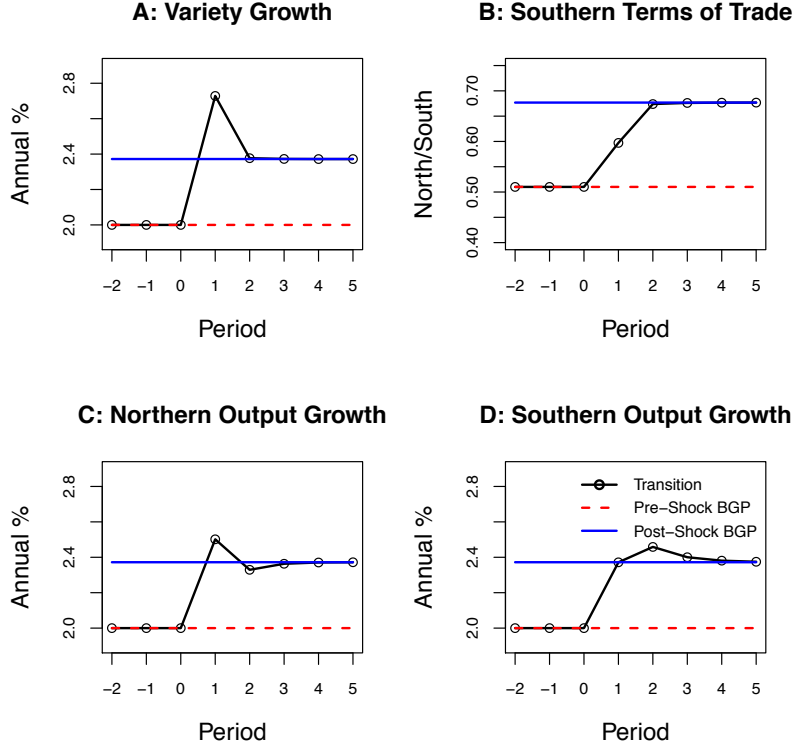 A: Variety Growth
Annual %
2.0 2.4 2.8
−2 −1 0 1 2 3 4 5
Period
B: Southern Terms of Trade
North/South
0.40 0.50 0.60 0.70
−2 −1 0 1 2 3 4 5
Period
C: Northern Output Growth
Annual %
2.0 2.4 2.8
−2 −1 0 1 2 3 4 5
Period
D: Southern Output Growth
Annual %
2.0 2.4 2.8
Transition
Pre−Shock BGP
Post−Shock BGP
−2 −1 0 1 2 3 4 5
Period